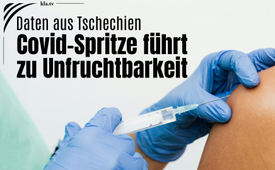 kla.tv
Daten aus Tschechien
Covid-Spritze führt
zu Unfruchtbarkeit